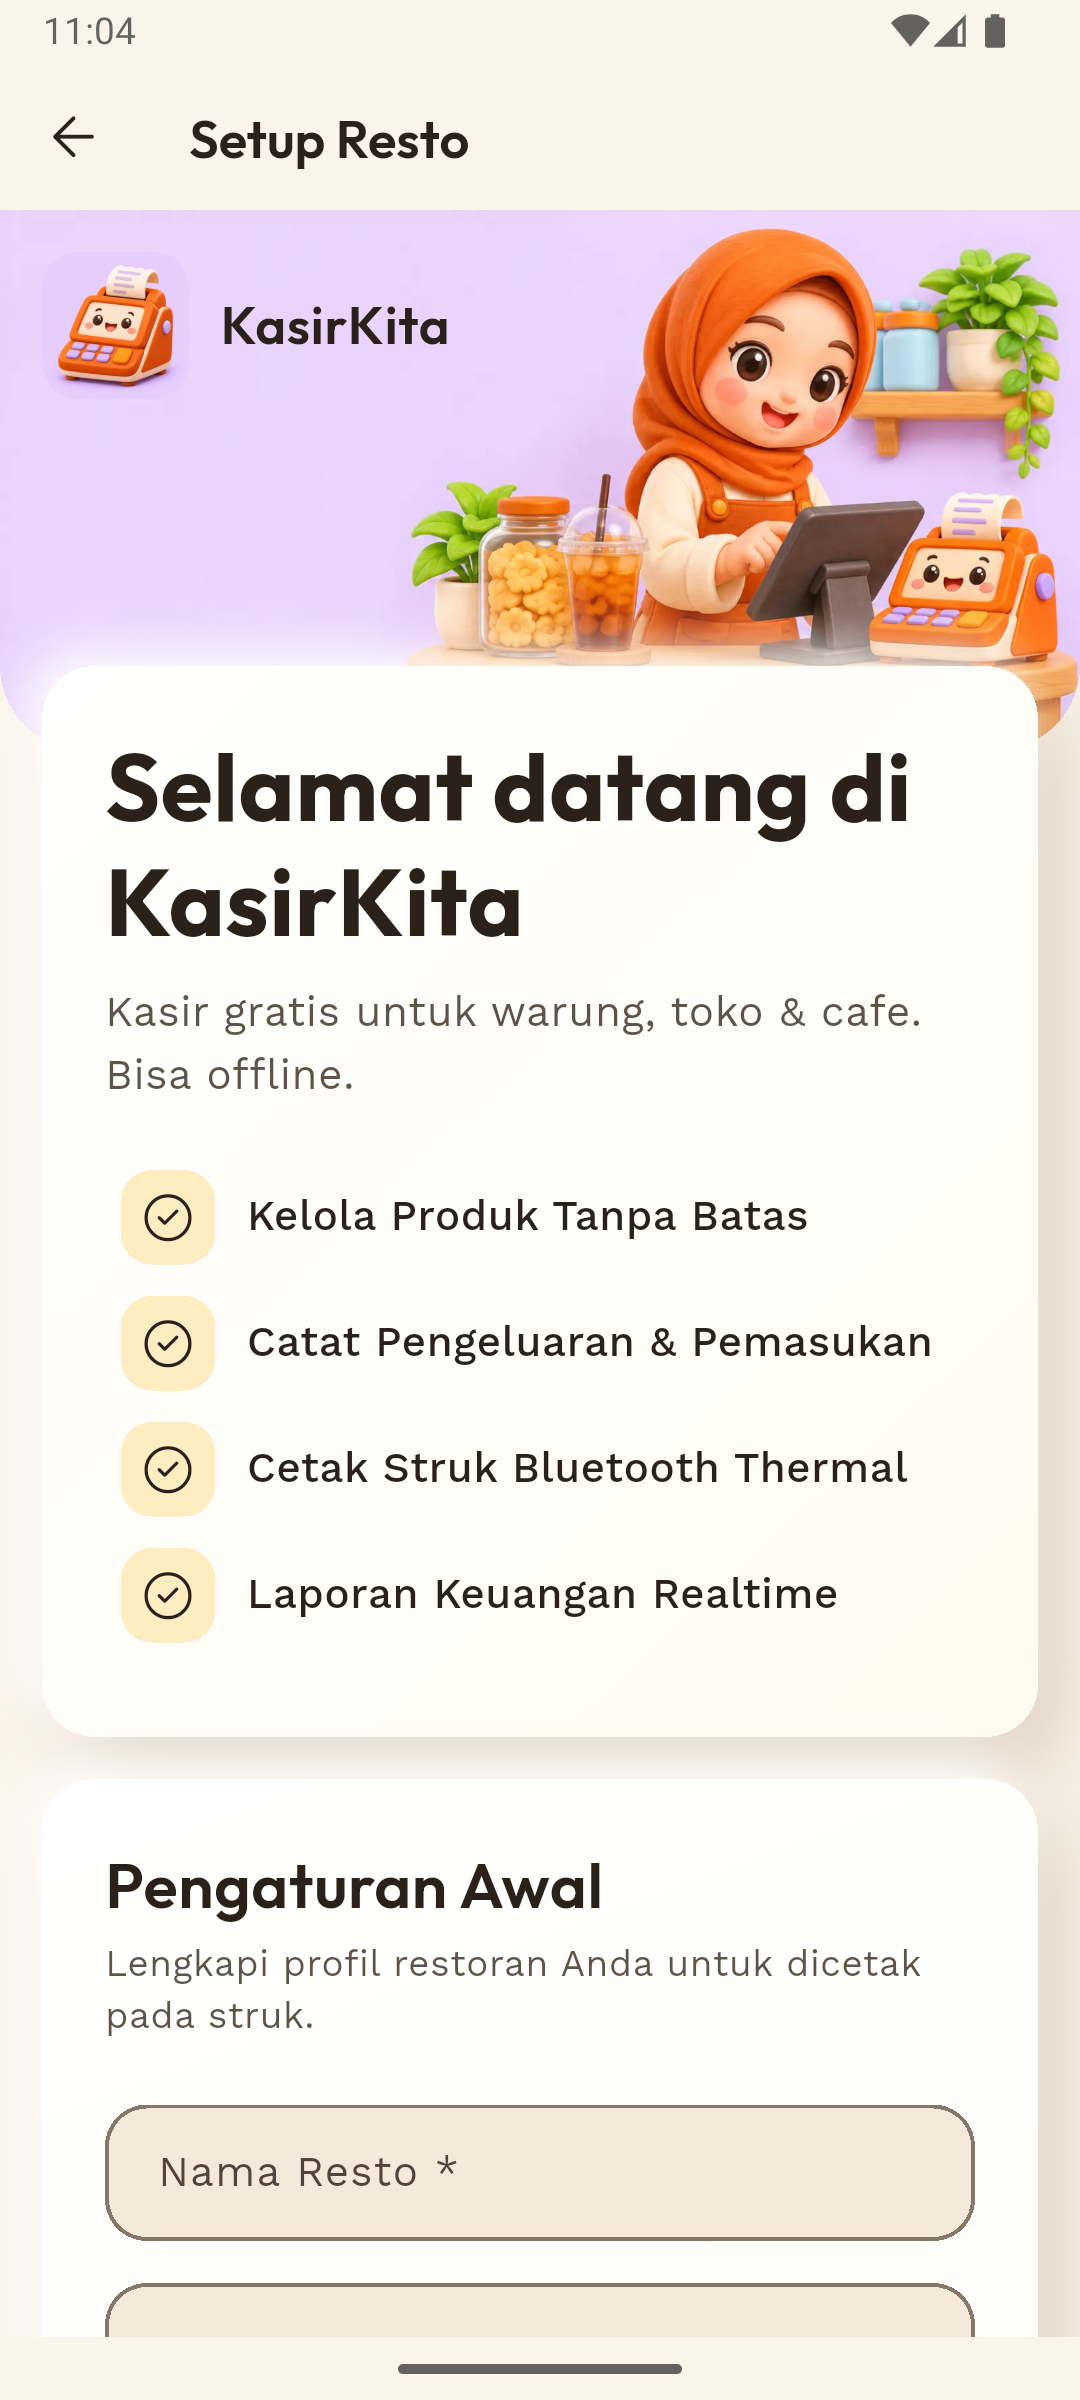 11:04
Setup Resto
KasirKita
Selamat datang di
KasirKita
Kasir gratis untuk warung, toko & cafe.
Bisa offline.
Kelola Produk Tanpa Batas
Catat Pengeluaran & Pemasukan
Cetak Struk Bluetooth Thermal
Laporan Keuangan Realtime
Pengaturan Awal
Lengkapi profil restoran Anda untuk dicetak
pada struk.
Nama Resto *